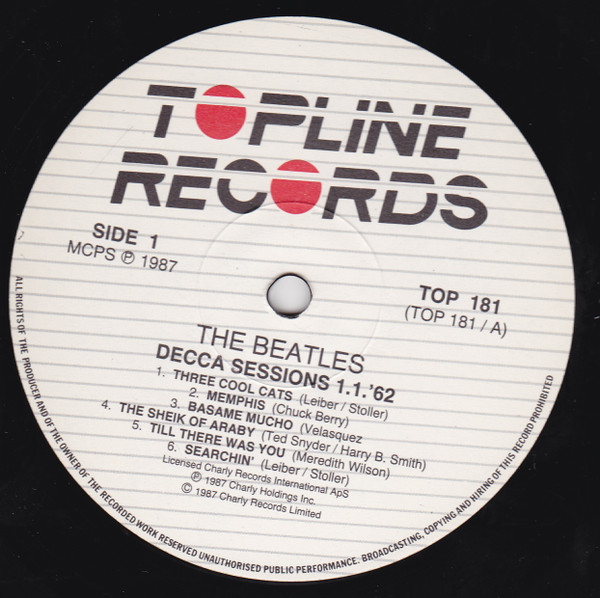 TOPLINE
RECORDS
SIDE 1
MCPS ℗ 1987
TOP 181
(TOP 181 / A)
THE BEATLES
DECCA SESSIONS 1.1.'62
1. THREE COOL CATS (Leiber / Stoller)
2. MEMPHIS (Chuck Berry)
3. BASAME MUCHO (Velasquez
4. THE SHEIK OF ARABY (Ted Snyder / Harry B. Smith)
5. TILL THERE WAS YOU (Meredith Wilson)
6. SEARCHIN' (Leiber / Stoller)
Licensed Charly Records International ApS
℗ 1987 Charly Holdings Inc.
© 1987 Charly Records Limited
ALL RIGHTS OF THE PRODUCER AND OF THE OWNER OF THE RECORDED WORK RESERVED UNAUTHORISED PUBLIC PERFORMANCE. BROADCASTING, COPYING AND HIRING OF THIS RECORD PROHIBITED